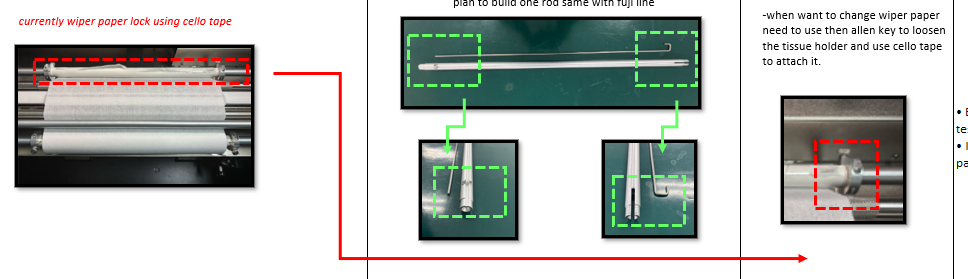 currently wiper paper lock using cello tape
plan to build one rod same with fuji line
-when want to change wiper paper
need to use then allen key to loosen
the tissue holder and use cello tape
to attach it.